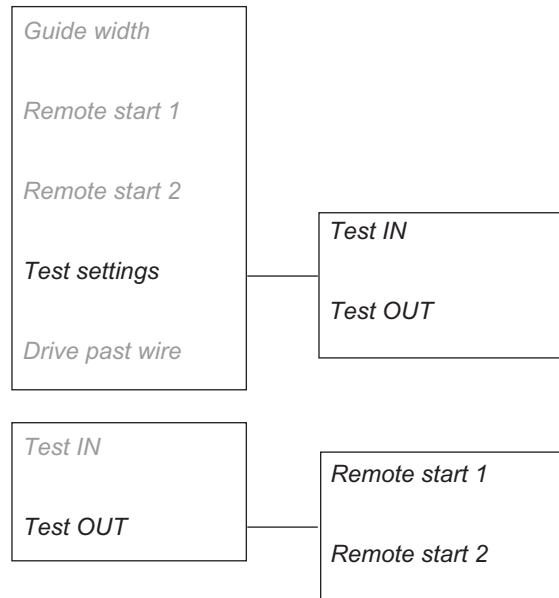 Guide width
Remote start 1
Remote start 2
Test settings
Drive past wire
Test IN
Test OUT
Test IN
Test OUT
Remote start 1
Remote start 2